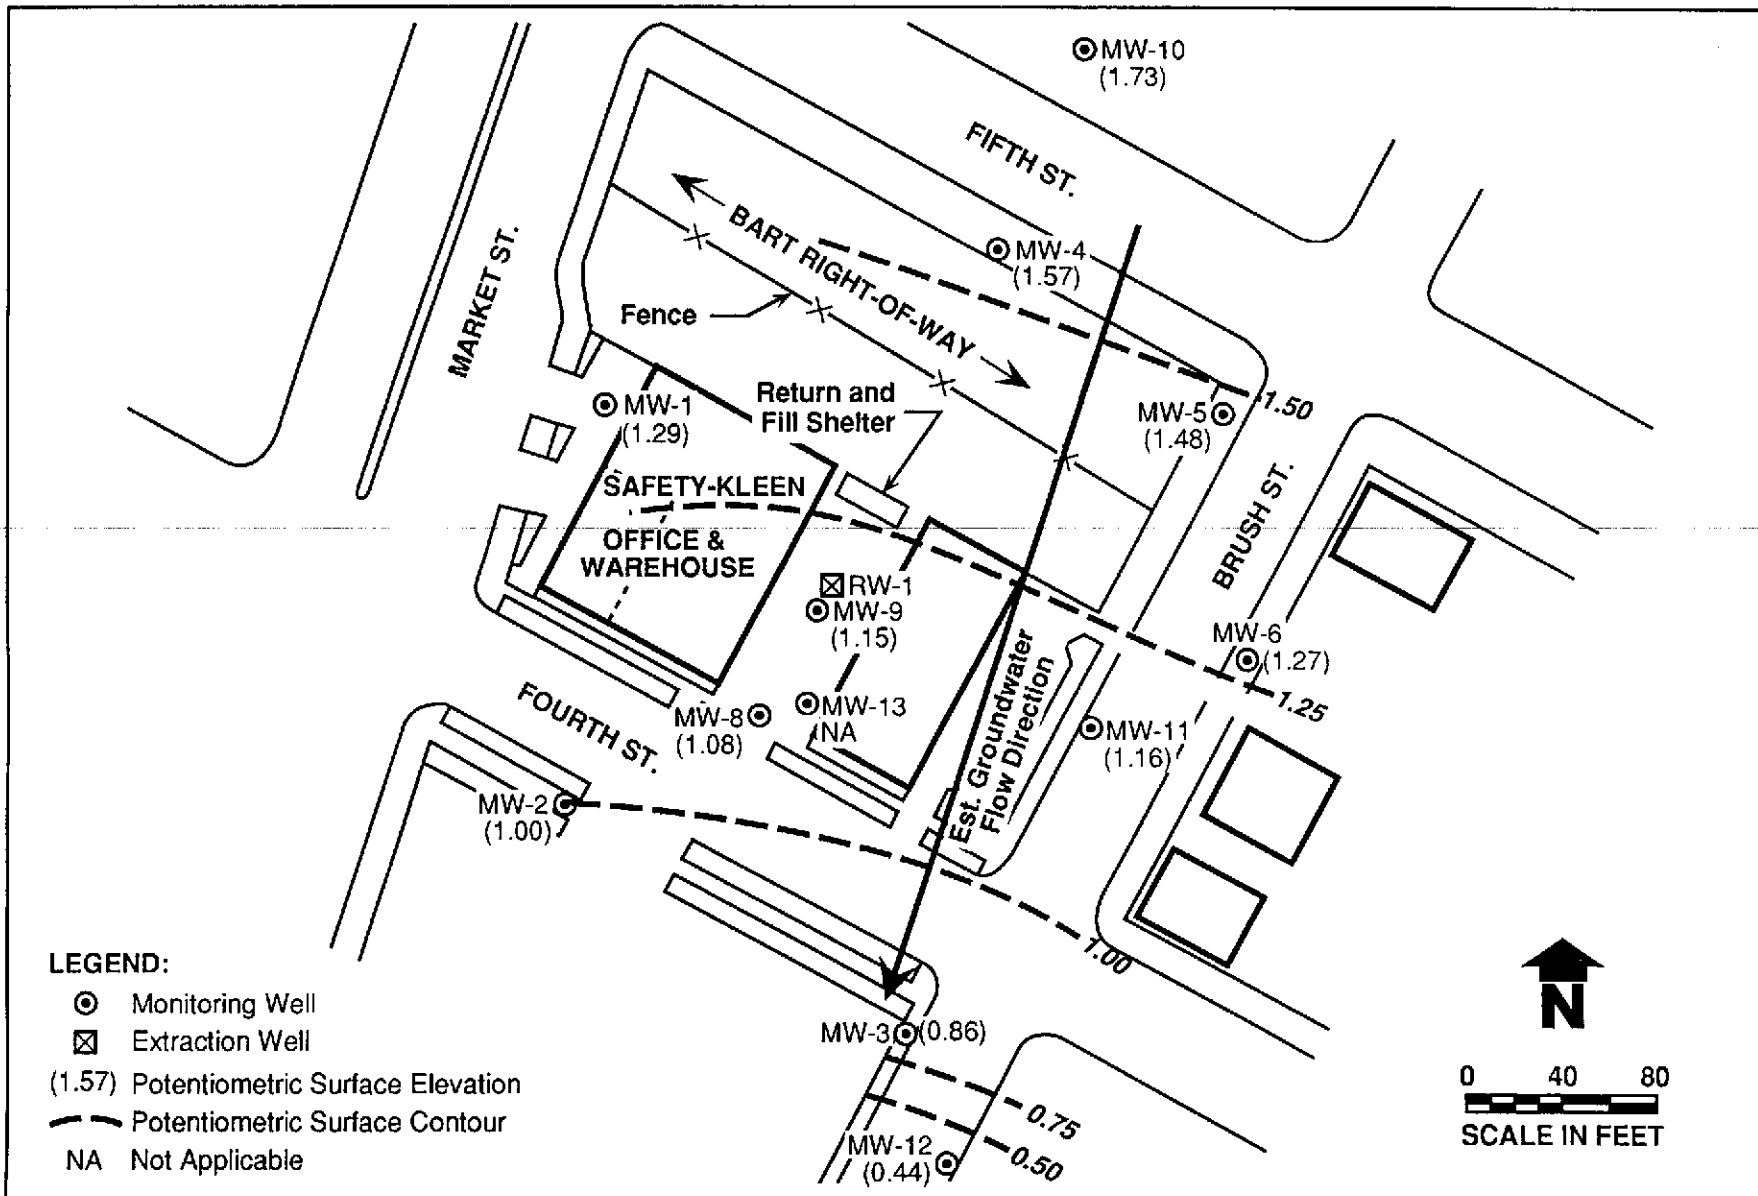 MW-10
(1.73)
FIFTH ST.
BART RIGHT-OF-WAY
MW-4
(1.57)
MARKET ST.
Fence
Return and
Fill Shelter
MW-1
(1.29)
MW-5
(1.48)
1.50
SAFETY-KLEEN
OFFICE &
WAREHOUSE
BRUSH ST.
RW-1
MW-9
(1.15)
MW-6
(1.27)
1.25
Est. Groundwater
Flow Direction
FOURTH ST.
MW-8
(1.08)
MW-13
NA
MW-11
(1.16)
MW-2
(1.00)
1.00
MW-3
(0.86)
0.75
0.50
MW-12
(0.44)
LEGEND:
Monitoring Well
Extraction Well
(1.57) Potentiometric Surface Elevation
Potentiometric Surface Contour
NA Not Applicable
N
0 40 80
SCALE IN FEET